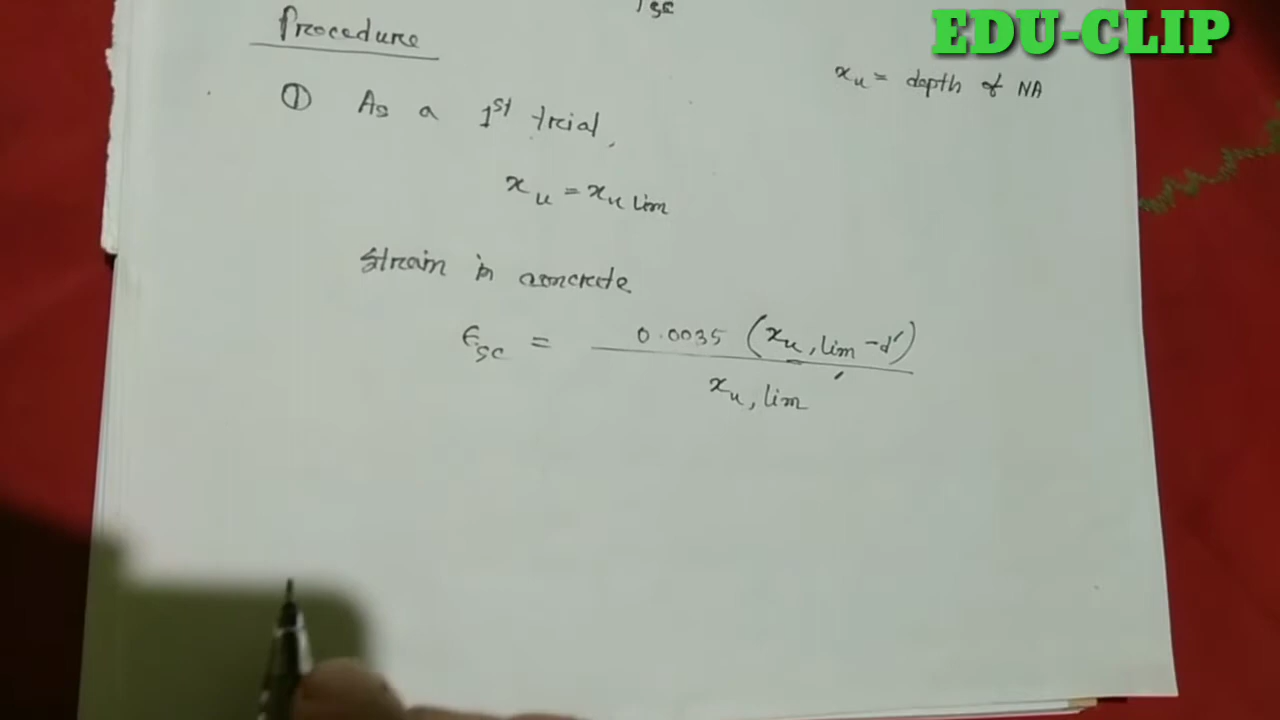 fsc
EDU-CLIP
Procedure
xu = depth of NA
① As a 1st trial,
xu = xu lim
Strain in concrete
ϵsc = 0.0035 (xu,lim - d')
xu,lim